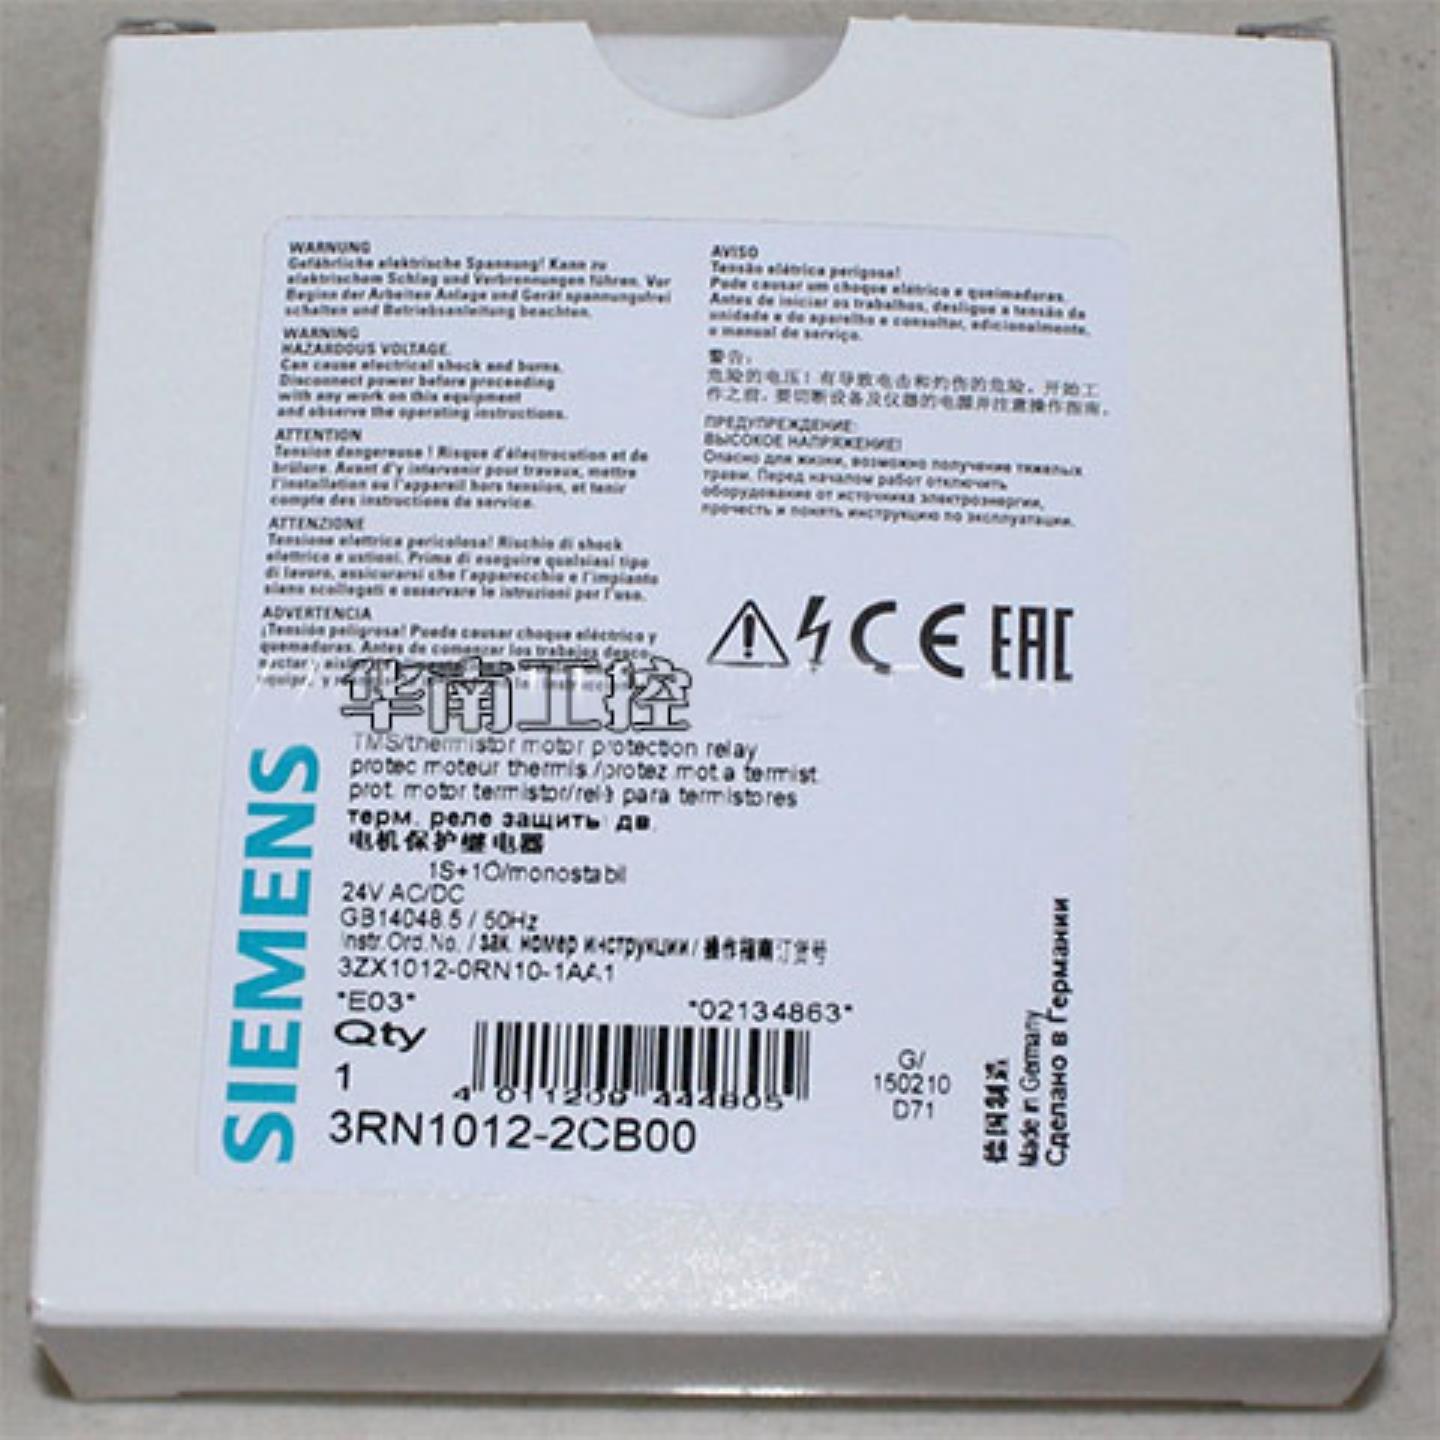 WARNUNG
Gefährliche elektrische Spannung! Kann zu
elektrischem Schlag und Verbrennungen führen. Vor
Beginn der Arbeiten Anlage und Gerät spannungsfrei
schalten und Betriebsanleitung beachten.
WARNING
HAZARDOUS VOLTAGE.
Can cause electrical shock and burns.
Disconnect power before proceeding
with any work on this equipment
and observe the operating instructions.
ATTENTION
Tension dangereuse ! Risque d'électrocution et de
brûlure. Avant d'y intervenir pour travaux, mettre
l'installation ou l'appareil hors tension, et tenir
compte des instructions de service.
ATTENZIONE
Tensione elettrica pericolosa! Rischio di shock
elettrico e ustioni. Prima di eseguire qualsiasi tipo
di lavoro, assicurarsi che l'apparecchio e l'impianto
siano scollegati e osservare le istruzioni per l'uso.
ADVERTENCIA
¡Tensión peligrosa! Puede causar choque eléctrico y
quemaduras. Antes de comenzar los trabajos desco-
AVISO
Tensão elétrica perigosa!
Pode causar um choque elétrico e queimaduras.
Antes de iniciar os trabalhos, desligue a tensão da
unidade e do aparelho e consultar, adicionalmente,
o manual de serviço.
警告:
危险的电压!有导致电击和灼伤的危险。开始工
作之前,要切断设备及仪器的电源并注意操作指南。
ПРЕДУПРЕЖДЕНИЕ:
ВЫСОКОЕ НАПРЯЖЕНИЕ!
Опасно для жизни, возможно получение тяжелых
травм. Перед началом работ отключить
оборудование от источника электроэнергии,
прочесть и понять инструкцию по эксплуатации.
CE EAC
华南工控
SIEMENS
TMS/thermistor motor protection relay
protec moteur thermis./protez.mot.a termist.
prot. motor termistor/relé para termistores
терм. реле защиты дв.
电机保护继电器
1S+1O/monostabil
24V AC/DC
GB14048.5 / 50Hz
Instr.Ord.No. / зак. номер инструкции / 操作指南订货号
3ZX1012-0RN10-1AA1
*E03* *02134863*
Qty
1
4 011209 444805
3RN1012-2CB00
G/
150210
D71
德国制造
Made in Germany
Сделано в Германии